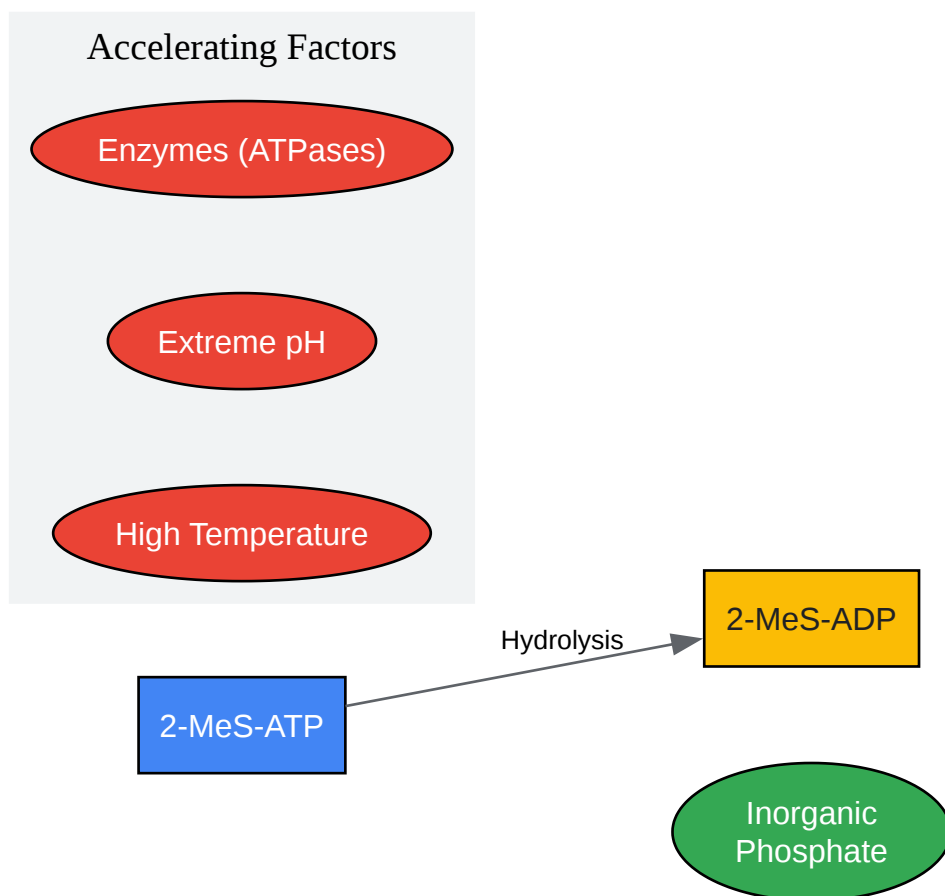 Accelerating Factors
Enzymes (ATPases)
Extreme pH
High Temperature
Hydrolysis
2-MeS-ADP
2-MeS-ATP
Inorganic
Phosphate